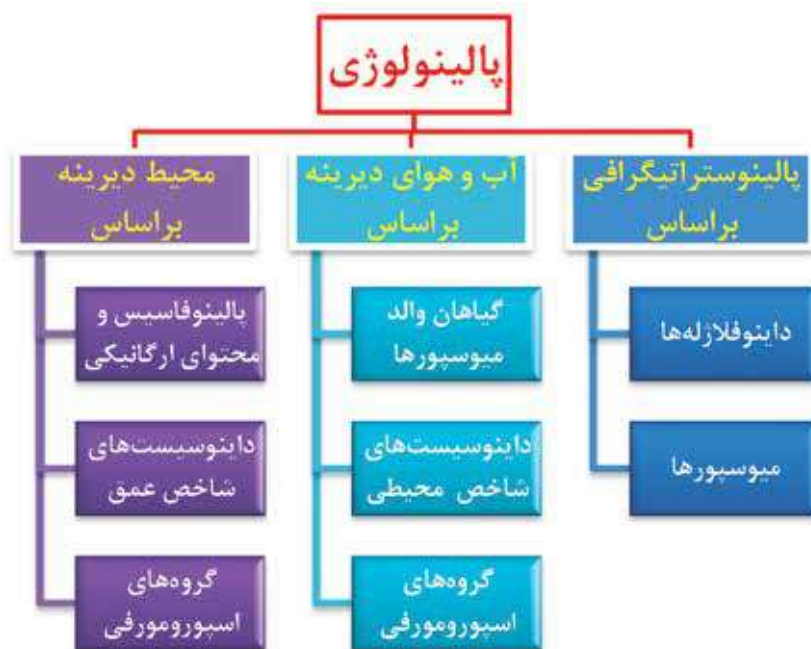 پالینولوژی
پالینوستراتیگرافی
براساس
داینوفلاژله‌ها
میوسپورها
آب و هوای دیرینه
براساس
گیاهان والد
میوسپورها
داینوسیست‌های
شاخص محیطی
گروه‌های
اسپورومورفی
محیط دیرینه
براساس
پالینوفاسیس و
محتوای ارگانیکی
داینوسیست‌های
شاخص عمق
گروه‌های
اسپورومورفی